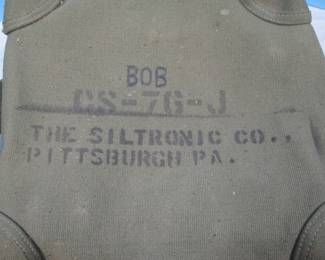 BOB
CS-76-J
THE SILTRONIC CO.,
PITTSBURGH PA.